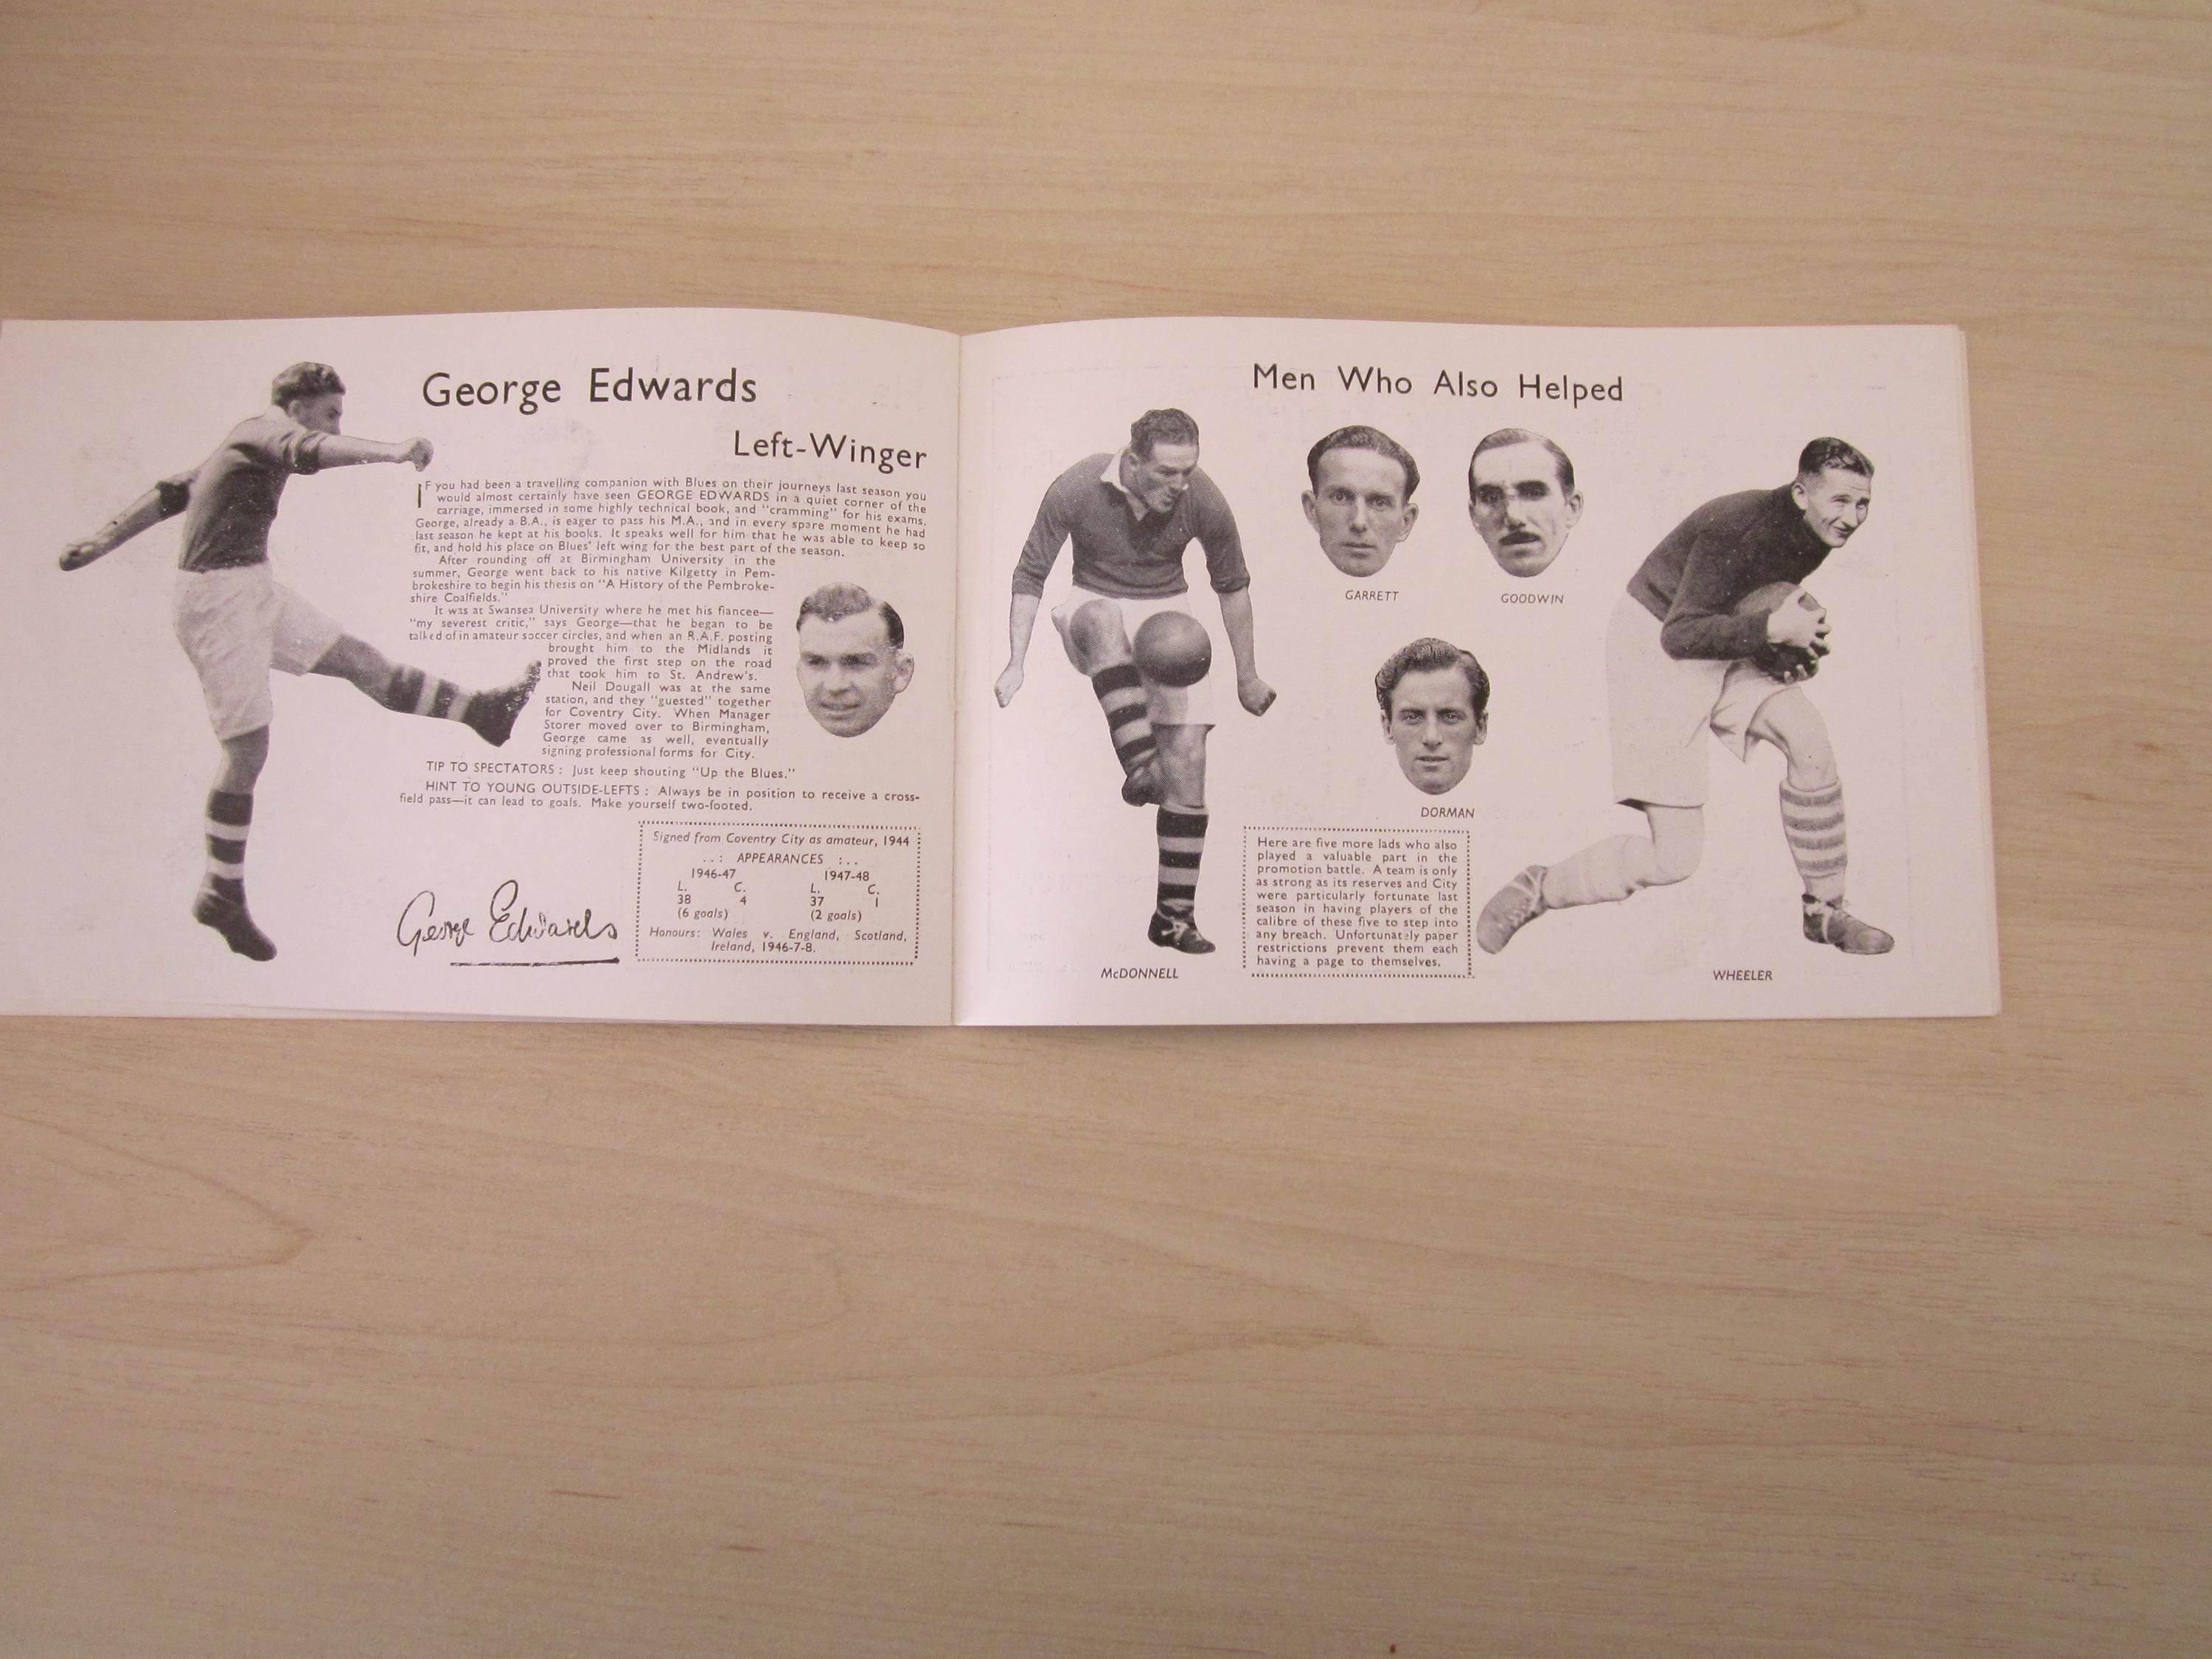 George Edwards
Left-Winger
IF you had been a travelling companion with Blues on their journeys last season you
would almost certainly have seen GEORGE EDWARDS in a quiet corner of the
carriage, immersed in some highly technical book, and "cramming" for his exams.
George, already a B.A., is eager to pass his M.A., and in every spare moment he had
last season he kept at his books. It speaks well for him that he was able to keep so
fit, and hold his place on Blues' left wing for the best part of the season.
After rounding off at Birmingham University in the
summer, George went back to his native Kilgetty in Pem-
brokeshire to begin his thesis on "A History of the Pembroke-
shire Coalfields."
It was at Swansea University where he met his fiancee—
"my severest critic," says George—that he began to be
talked of in amateur soccer circles, and when an R.A.F. posting
brought him to the Midlands it
proved the first step on the road
that took him to St. Andrew's.
Neil Dougall was at the same
station, and they "guested" together
for Coventry City. When Manager
Storer moved over to Birmingham,
George came as well, eventually
signing professional forms for City.
TIP TO SPECTATORS : Just keep shouting "Up the Blues."
HINT TO YOUNG OUTSIDE-LEFTS : Always be in position to receive a cross-
field pass—it can lead to goals. Make yourself two-footed.
George Edwards
Signed from Coventry City as amateur, 1944
..: APPEARANCES :..
1946-47 1947-48
L. C. L. C.
38 4 37 1
(6 goals) (2 goals)
Honours: Wales v. England, Scotland,
Ireland, 1946-7-8.
Men Who Also Helped
GARRETT
GOODWIN
DORMAN
Here are five more lads who also
played a valuable part in the
promotion battle. A team is only
as strong as its reserves and City
were particularly fortunate last
season in having players of the
calibre of these five to step into
any breach. Unfortunately paper
restrictions prevent them each
having a page to themselves.
McDONNELL
WHEELER